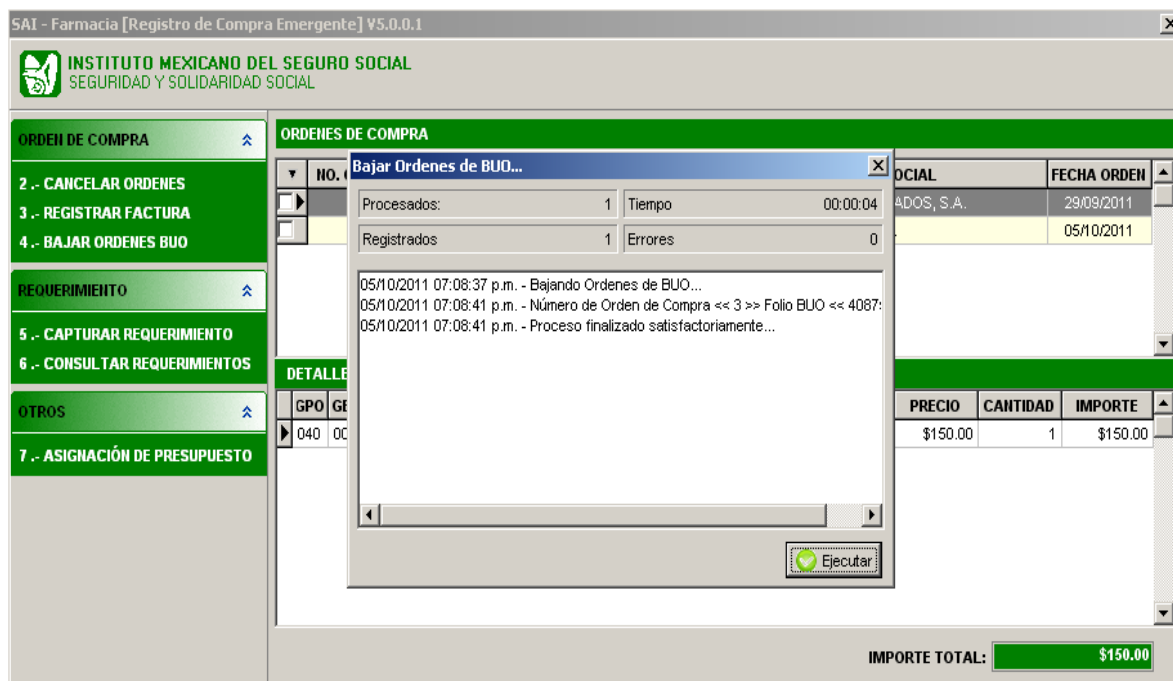 SAI - Farmacia [Registro de Compra Emergente] V5.0.0.1
INSTITUTO MEXICANO DEL SEGURO SOCIAL
SEGURIDAD Y SOLIDARIDAD SOCIAL
ORDEN DE COMPRA
2 .- CANCELAR ORDENES
3 .- REGISTRAR FACTURA
4 .- BAJAR ORDENES BUO
REQUERIMIENTO
5 .- CAPTURAR REQUERIMIENTO
6 .- CONSULTAR REQUERIMIENTOS
OTROS
7 .- ASIGNACIÓN DE PRESUPUESTO
ORDENES DE COMPRA
NO. OCIAL FECHA ORDEN
ADOS, S.A. 29/09/2011
05/10/2011
Bajar Ordenes de BUO...
Procesados: 1 Tiempo 00:00:04
Registrados 1 Errores 0
05/10/2011 07:08:37 p.m. - Bajando Ordenes de BUO...
05/10/2011 07:08:41 p.m. - Número de Orden de Compra << 3 >> Folio BUO << 4087
05/10/2011 07:08:41 p.m. - Proceso finalizado satisfactoriamente...
Ejecutar
DETALLE
GPO GE PRECIO CANTIDAD IMPORTE
040 00 $150.00 1 $150.00
IMPORTE TOTAL: $150.00